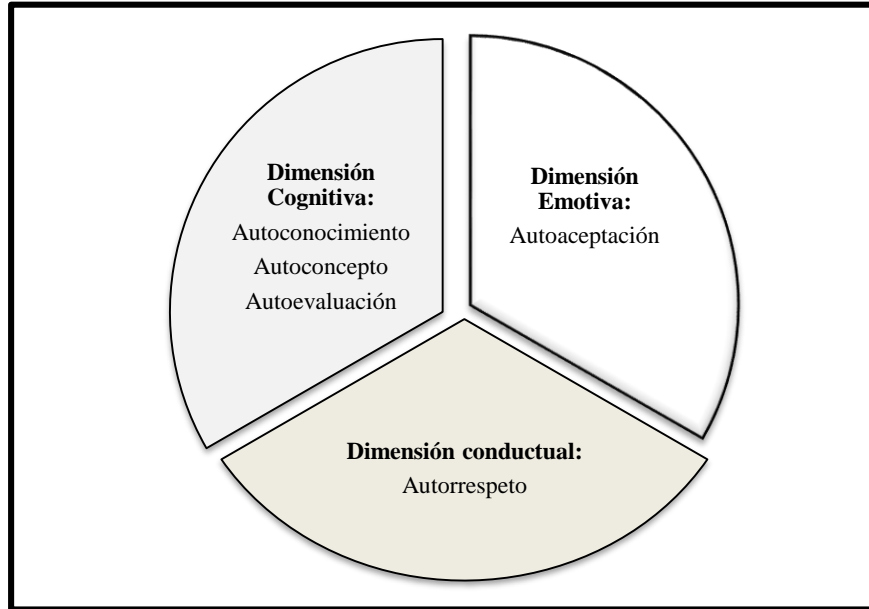 Dimensión
Cognitiva:
Autoconocimiento
Autoconcepto
Autoevaluación
Dimensión
Emotiva:
Autoaceptación
Dimensión conductual:
Autorrespeto